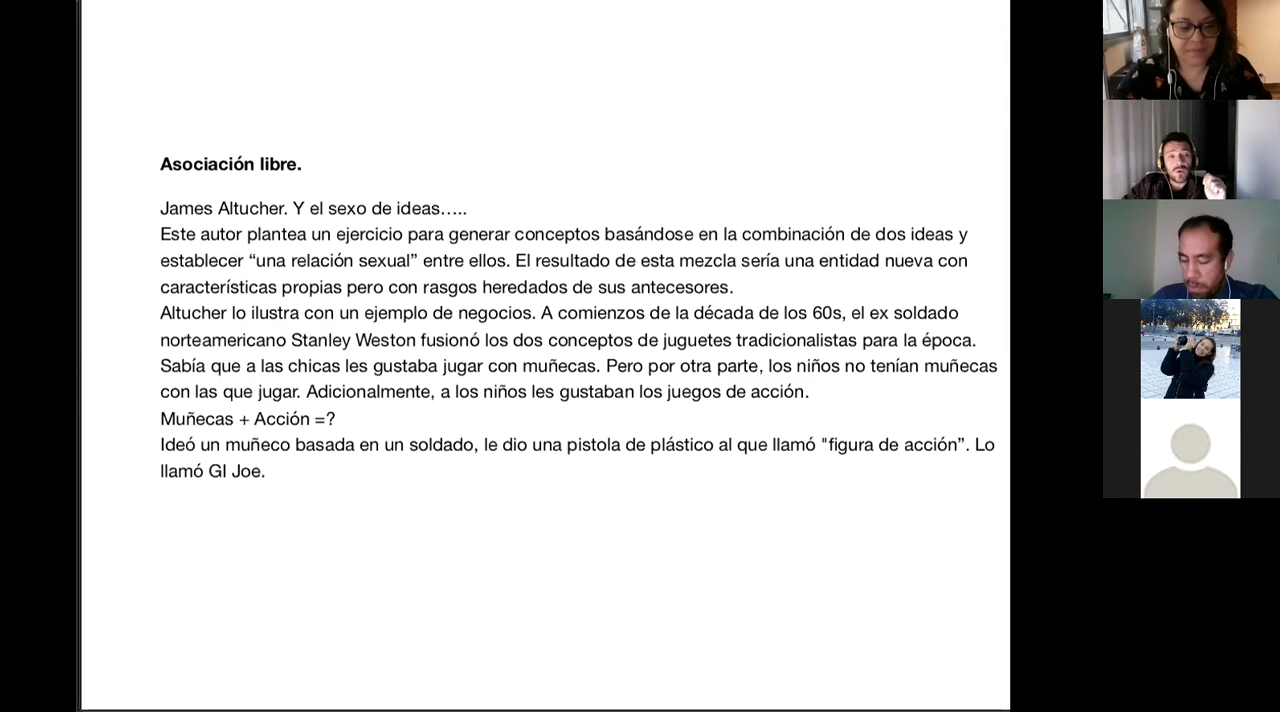 Asociación libre.
James Altucher. Y el sexo de ideas…..
Este autor plantea un ejercicio para generar conceptos basándose en la combinación de dos ideas y
establecer “una relación sexual” entre ellos. El resultado de esta mezcla sería una entidad nueva con
características propias pero con rasgos heredados de sus antecesores.
Altucher lo ilustra con un ejemplo de negocios. A comienzos de la década de los 60s, el ex soldado
norteamericano Stanley Weston fusionó los dos conceptos de juguetes tradicionalistas para la época.
Sabía que a las chicas les gustaba jugar con muñecas. Pero por otra parte, los niños no tenían muñecas
con las que jugar. Adicionalmente, a los niños les gustaban los juegos de acción.
Muñecas + Acción =?
Ideó un muñeco basada en un soldado, le dio una pistola de plástico al que llamó "figura de acción”. Lo
llamó GI Joe.